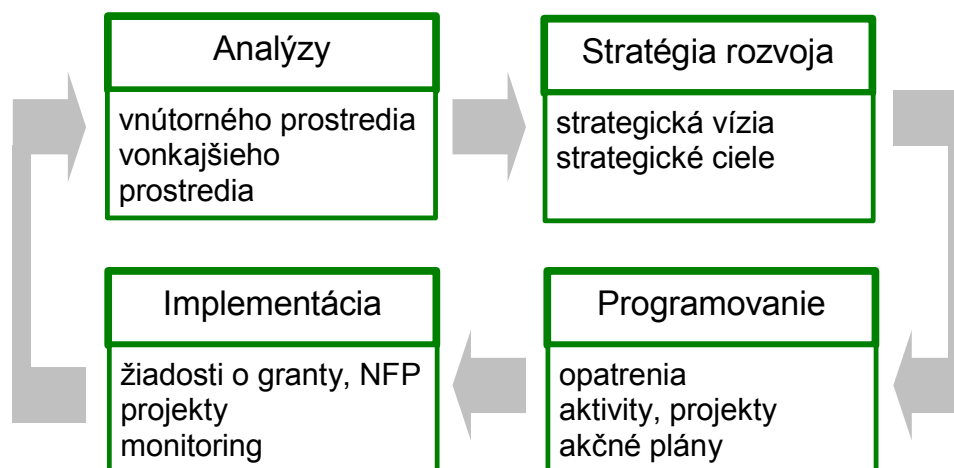 Analýzy
vnútorného prostredia
vonkajšieho
prostredia
Stratégia rozvoja
strategická vízia
strategické ciele
Implementácia
žiadosti o granty, NFP
projekty
monitoring
Programovanie
opatrenia
aktivity, projekty
akčné plány